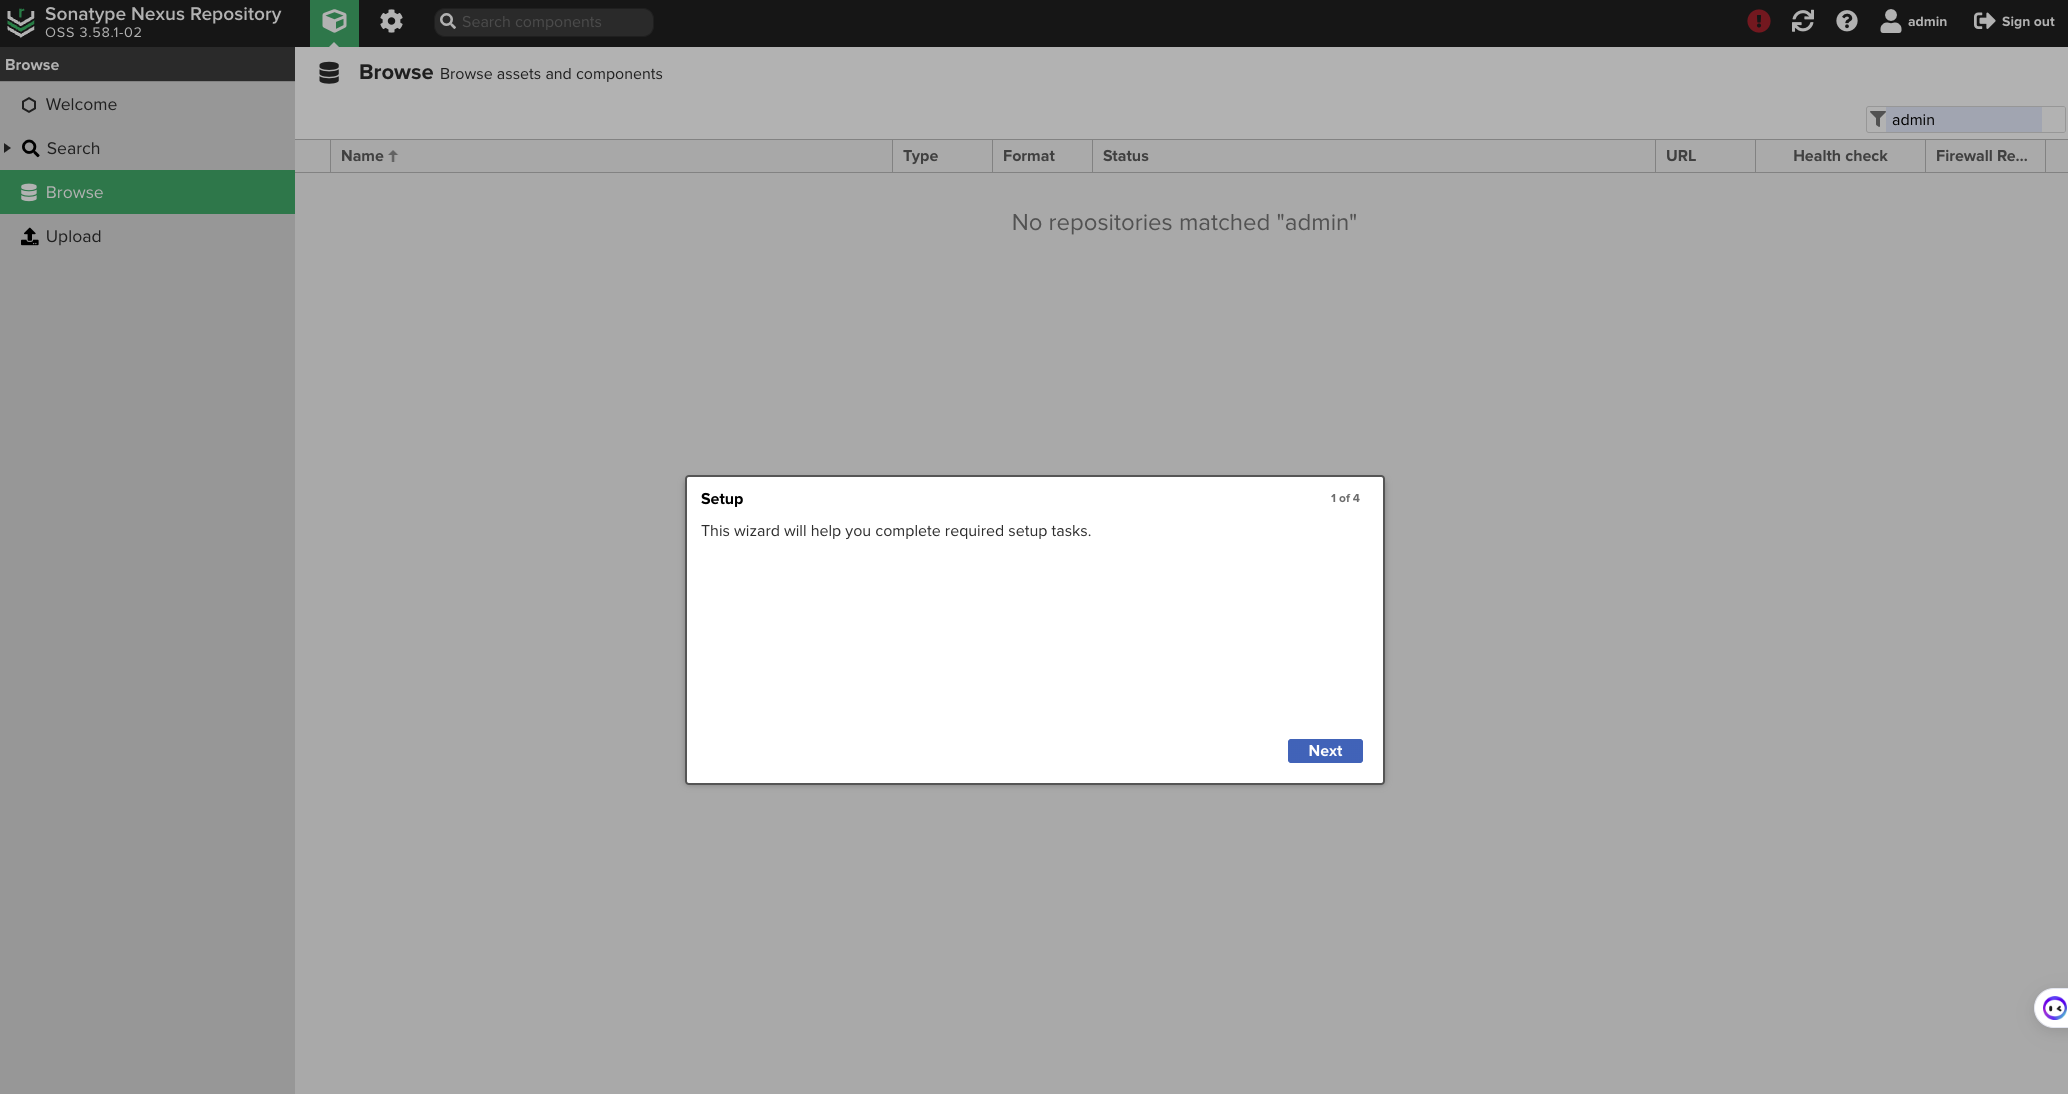 Sonatype Nexus Repository
OSS 3.58.1-02
Search components
admin
Sign out
Browse
Welcome
Search
Browse
Upload
Browse Browse assets and components
admin
Name
Type
Format
Status
URL
Health check
Firewall Re...
No repositories matched "admin"
Setup
1 of 4
This wizard will help you complete required setup tasks.
Next